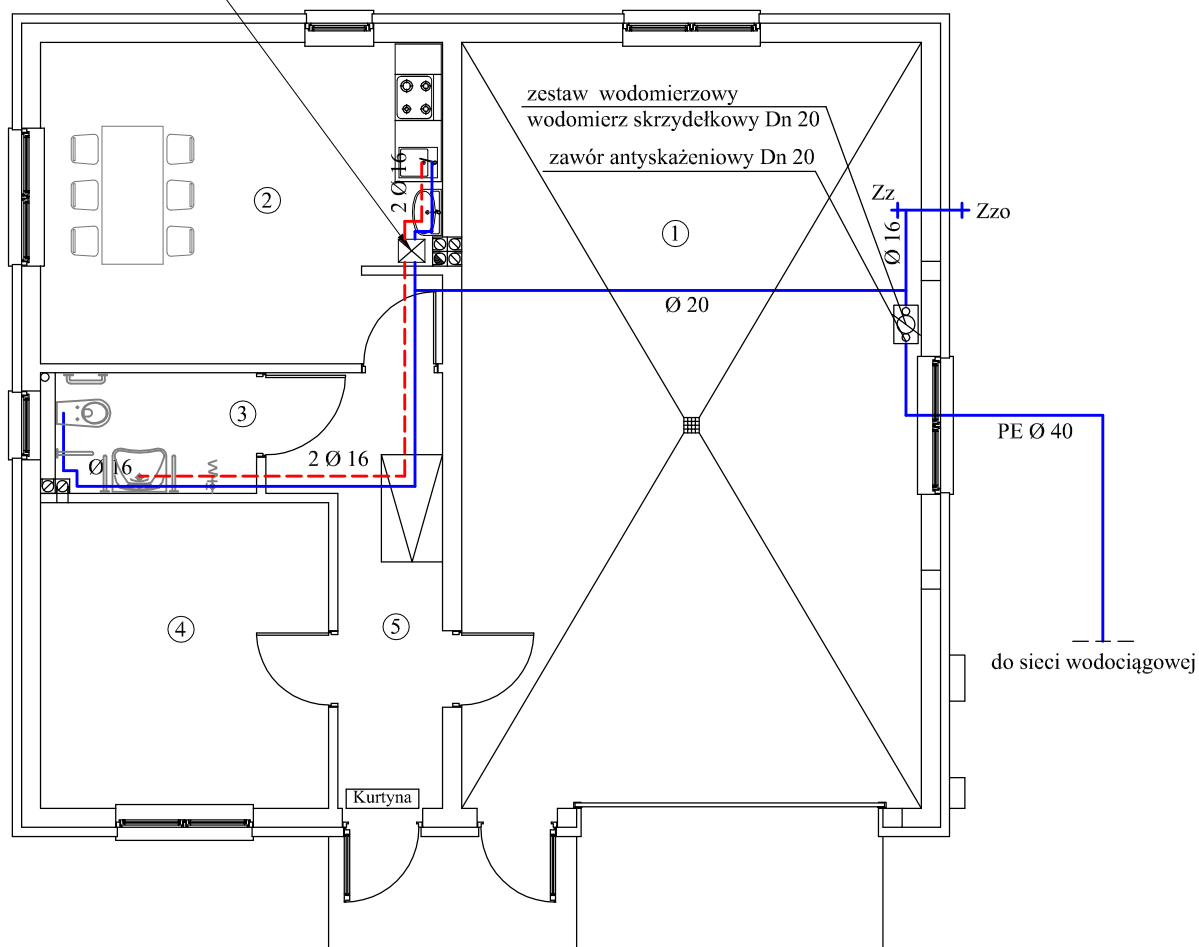 zestaw wodomierzowy
wodomierz skrzydełkowy Dn 20
zawór antyskażeniowy Dn 20
2 Ø 16
2
1
Zz
Zzo
Ø 16
Ø 20
3
PE Ø 40
Ø 16
2 Ø 16
4
5
do sieci wodociągowej
Kurtyna